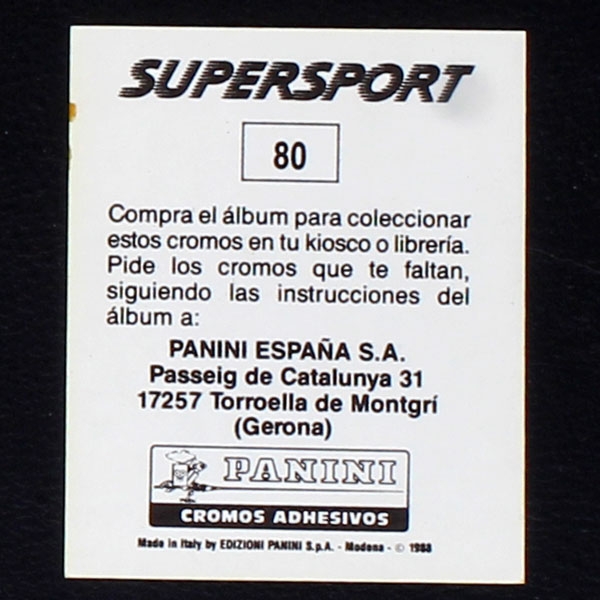 SUPERSPORT
80
Compra el álbum para coleccionar
estos cromos en tu kiosco o librería.
Pide los cromos que te faltan,
siguiendo las instrucciones del
álbum a:
PANINI ESPAÑA S.A.
Passeig de Catalunya 31
17257 Torroella de Montgrí
(Gerona)
PANINI
CROMOS ADHESIVOS
Made in Italy by EDIZIONI PANINI S.p.A. - Modena - © 1988